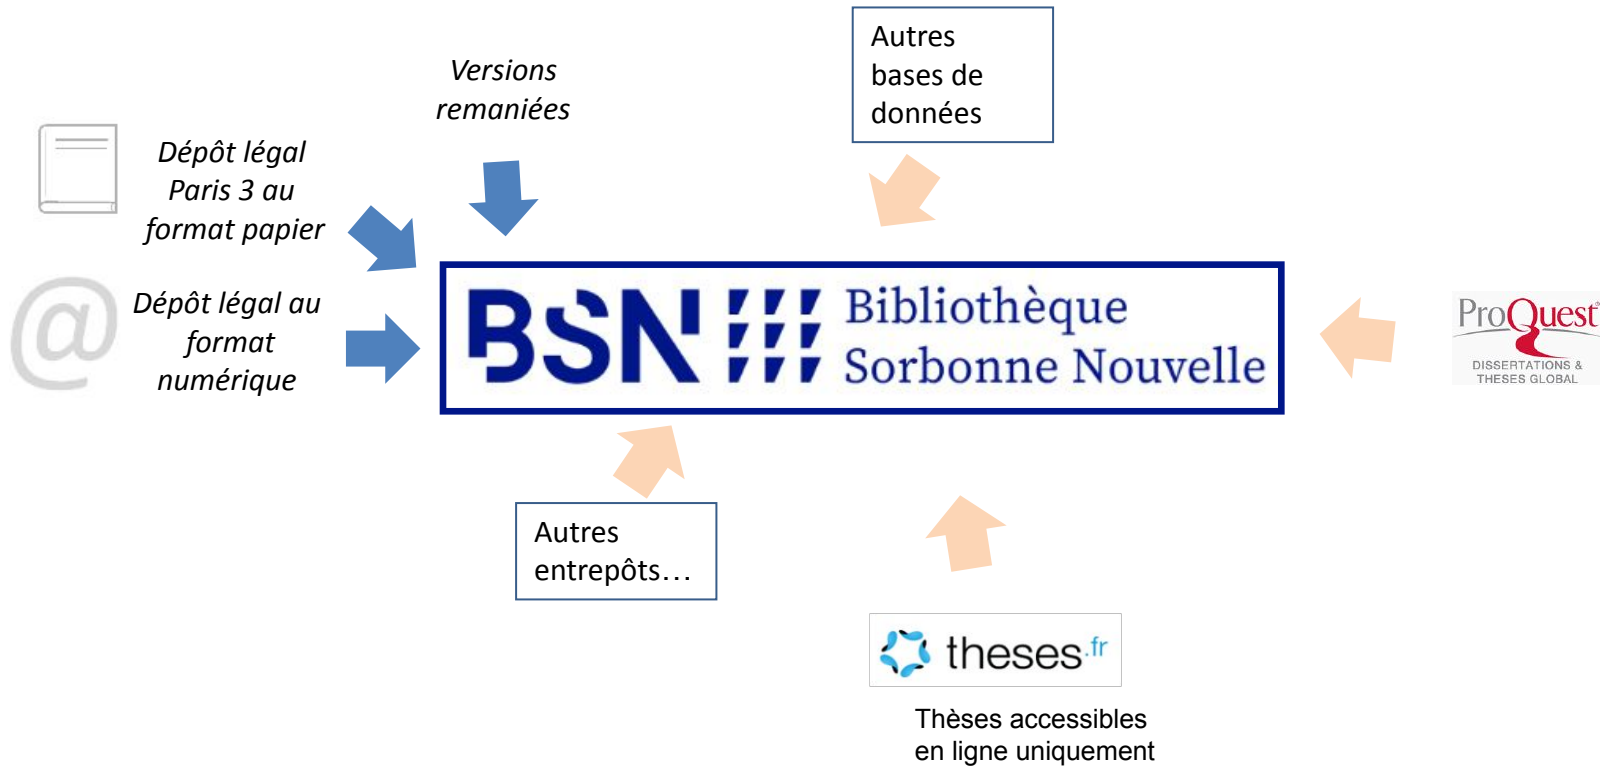 Versions
remaniées
Autres
bases de
données
Dépôt légal
Paris 3 au
format papier
@
Dépôt légal au
format
numérique
BSN
Bibliothèque
Sorbonne Nouvelle
ProQuest®
DISSERTATIONS &
THESES GLOBAL
Autres
entrepôts...
theses.fr
Thèses accessibles
en ligne uniquement